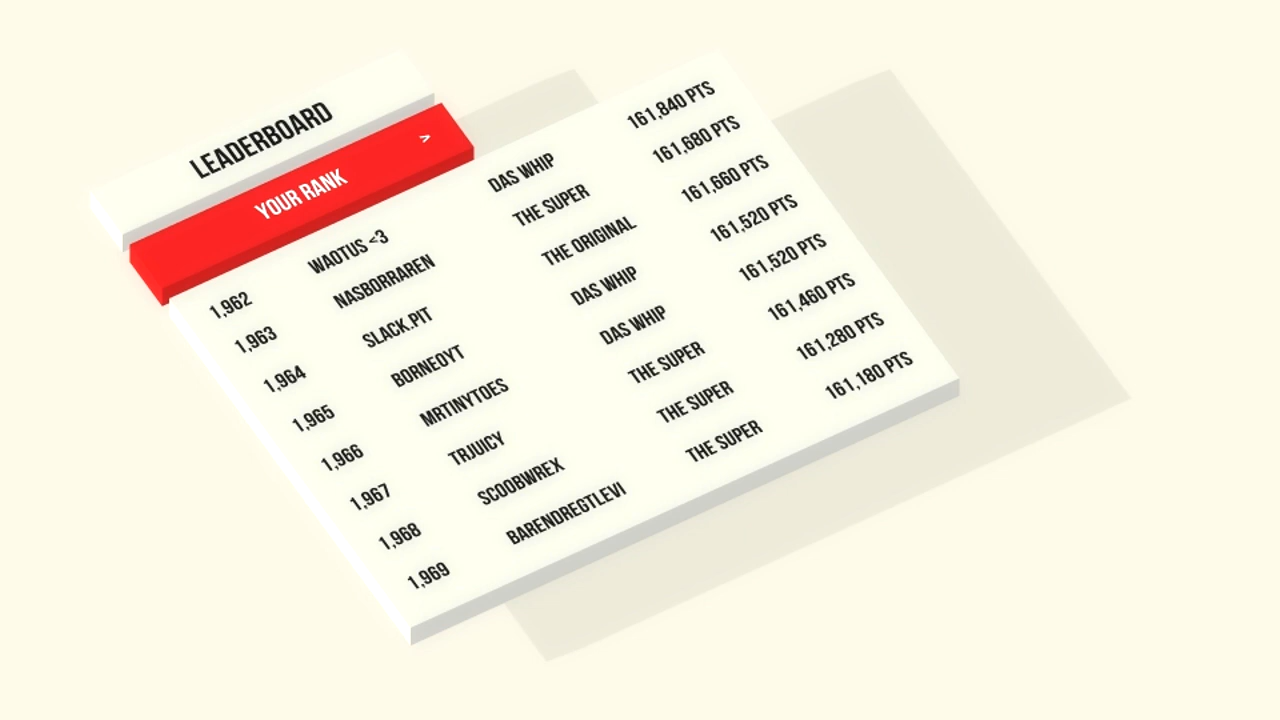 LEADERBOARD
YOUR RANK >
1,962 WAOTUS <3 DAS WHIP 161,840 PTS
1,963 NASBORRAREN THE SUPER 161,680 PTS
1,964 SLACK.PIT THE ORIGINAL 161,660 PTS
1,965 BORNEOYT DAS WHIP 161,520 PTS
1,966 MRTINYTOES DAS WHIP 161,520 PTS
1,967 TRJUICY THE SUPER 161,460 PTS
1,968 SCOOBWREX THE SUPER 161,280 PTS
1,969 BARENDREGTLEVI THE SUPER 161,180 PTS